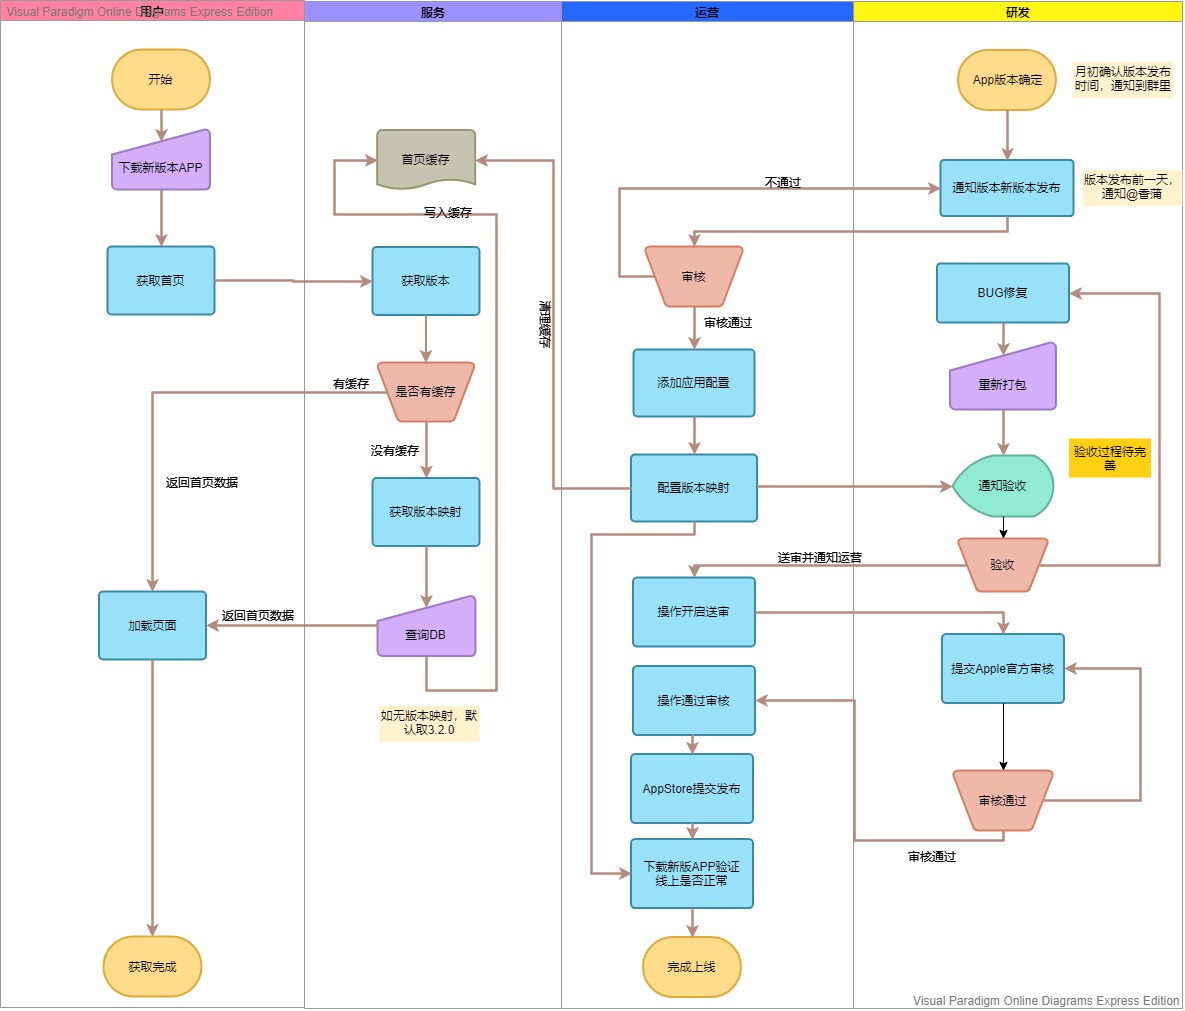 Visual Paradigm Online Diagrams Express Edition
用户
服务
运营
研发
开始
下载新版本APP
获取首页
有缓存
返回首页数据
加载页面
返回首页数据
获取完成
首页缓存
写入缓存
获取版本
是否有缓存
没有缓存
获取版本映射
查询DB
如无版本映射，默
认取3.2.0
清理缓存
不通过
审核
审核通过
添加应用配置
配置版本映射
送审并通知运营
操作开启送审
操作通过审核
AppStore提交发布
下载新版APP验证
线上是否正常
完成上线
App版本确定
月初确认版本发布
时间，通知到群里
通知版本新版本发布
版本发布前一天，
通知@香蒲
BUG修复
重新打包
验收过程待完
善
通知验收
验收
提交Apple官方审核
审核通过
审核通过
Visual Paradigm Online Diagrams Express Edition